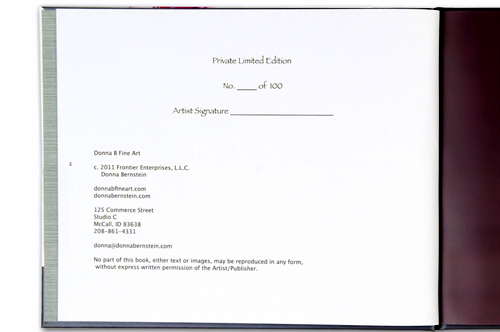 Private Limited Edition
No. ____ of 100
Artist Signature ____________________
Donna B Fine Art
c. 2011 Frontier Enterprises, L.L.C.
Donna Bernstein
donnabfineart.com
donnabernstein.com
125 Commerce Street
Studio C
McCall, ID 83638
208-861-4331
donna@donnabernstein.com
No part of this book, either text or images, may be reproduced in any form,
without express written permission of the Artist/Publisher.